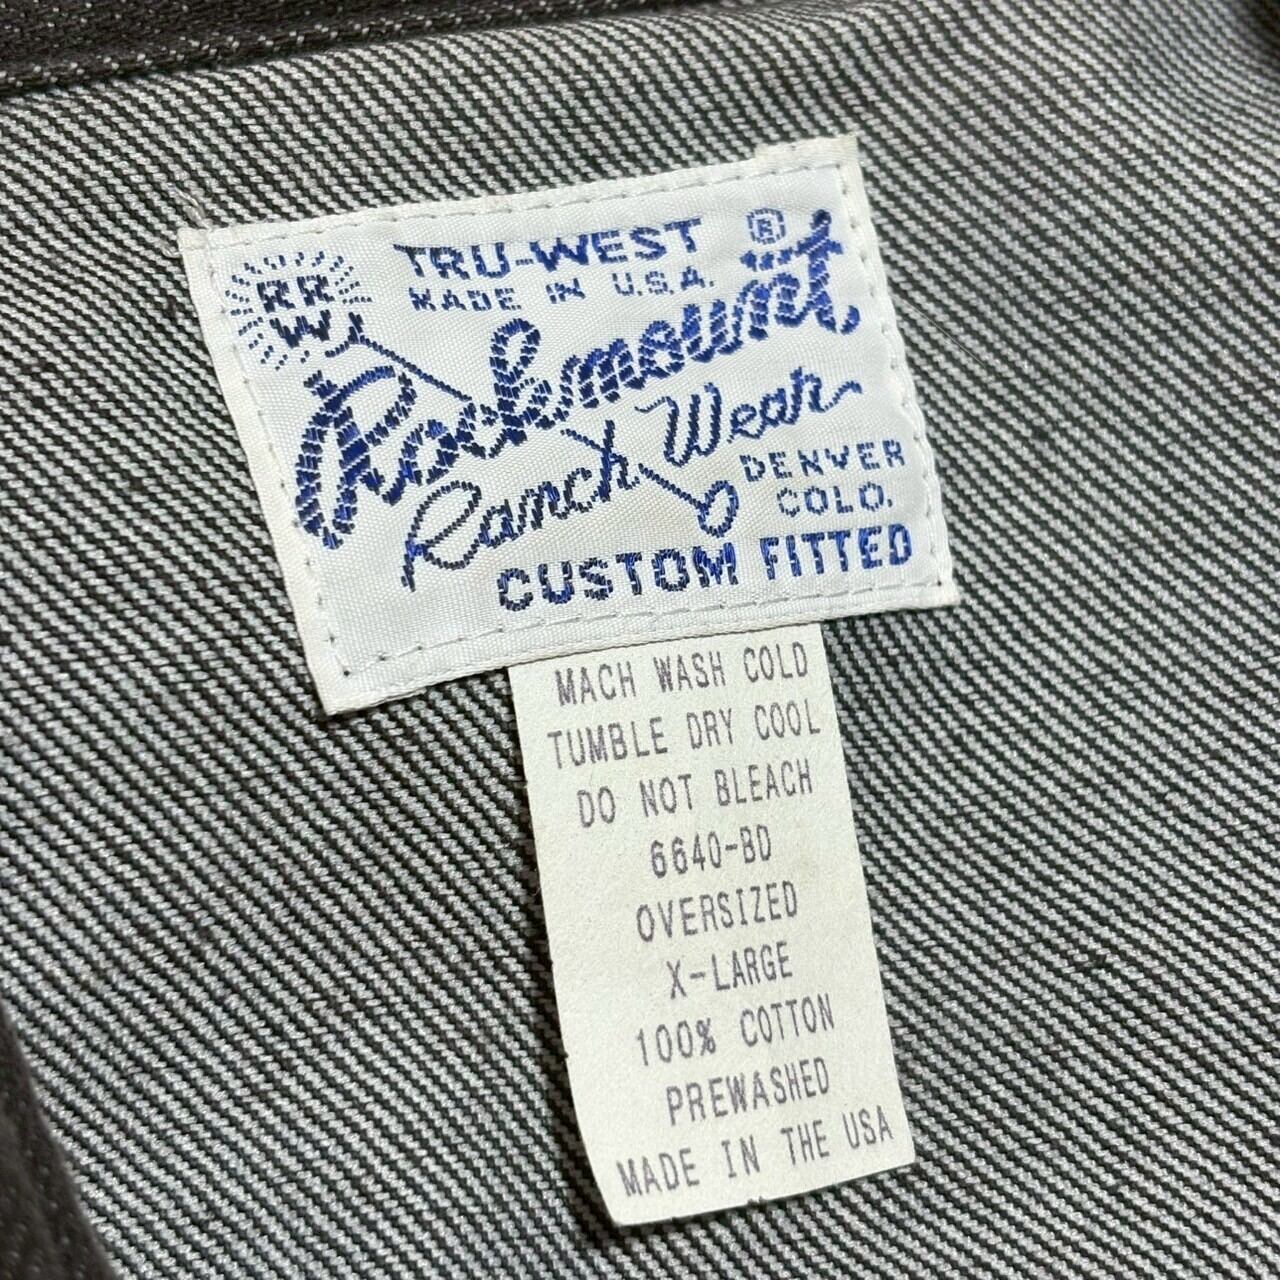 TRU-WEST ®
RR
W
MADE IN U.S.A.
Rockmount
Ranch Wear
DENVER
COLO.
CUSTOM FITTED
MACH WASH COLD
TUMBLE DRY COOL
DO NOT BLEACH
6640-BD
OVERSIZED
X-LARGE
100% COTTON
PREWASHED
MADE IN THE USA